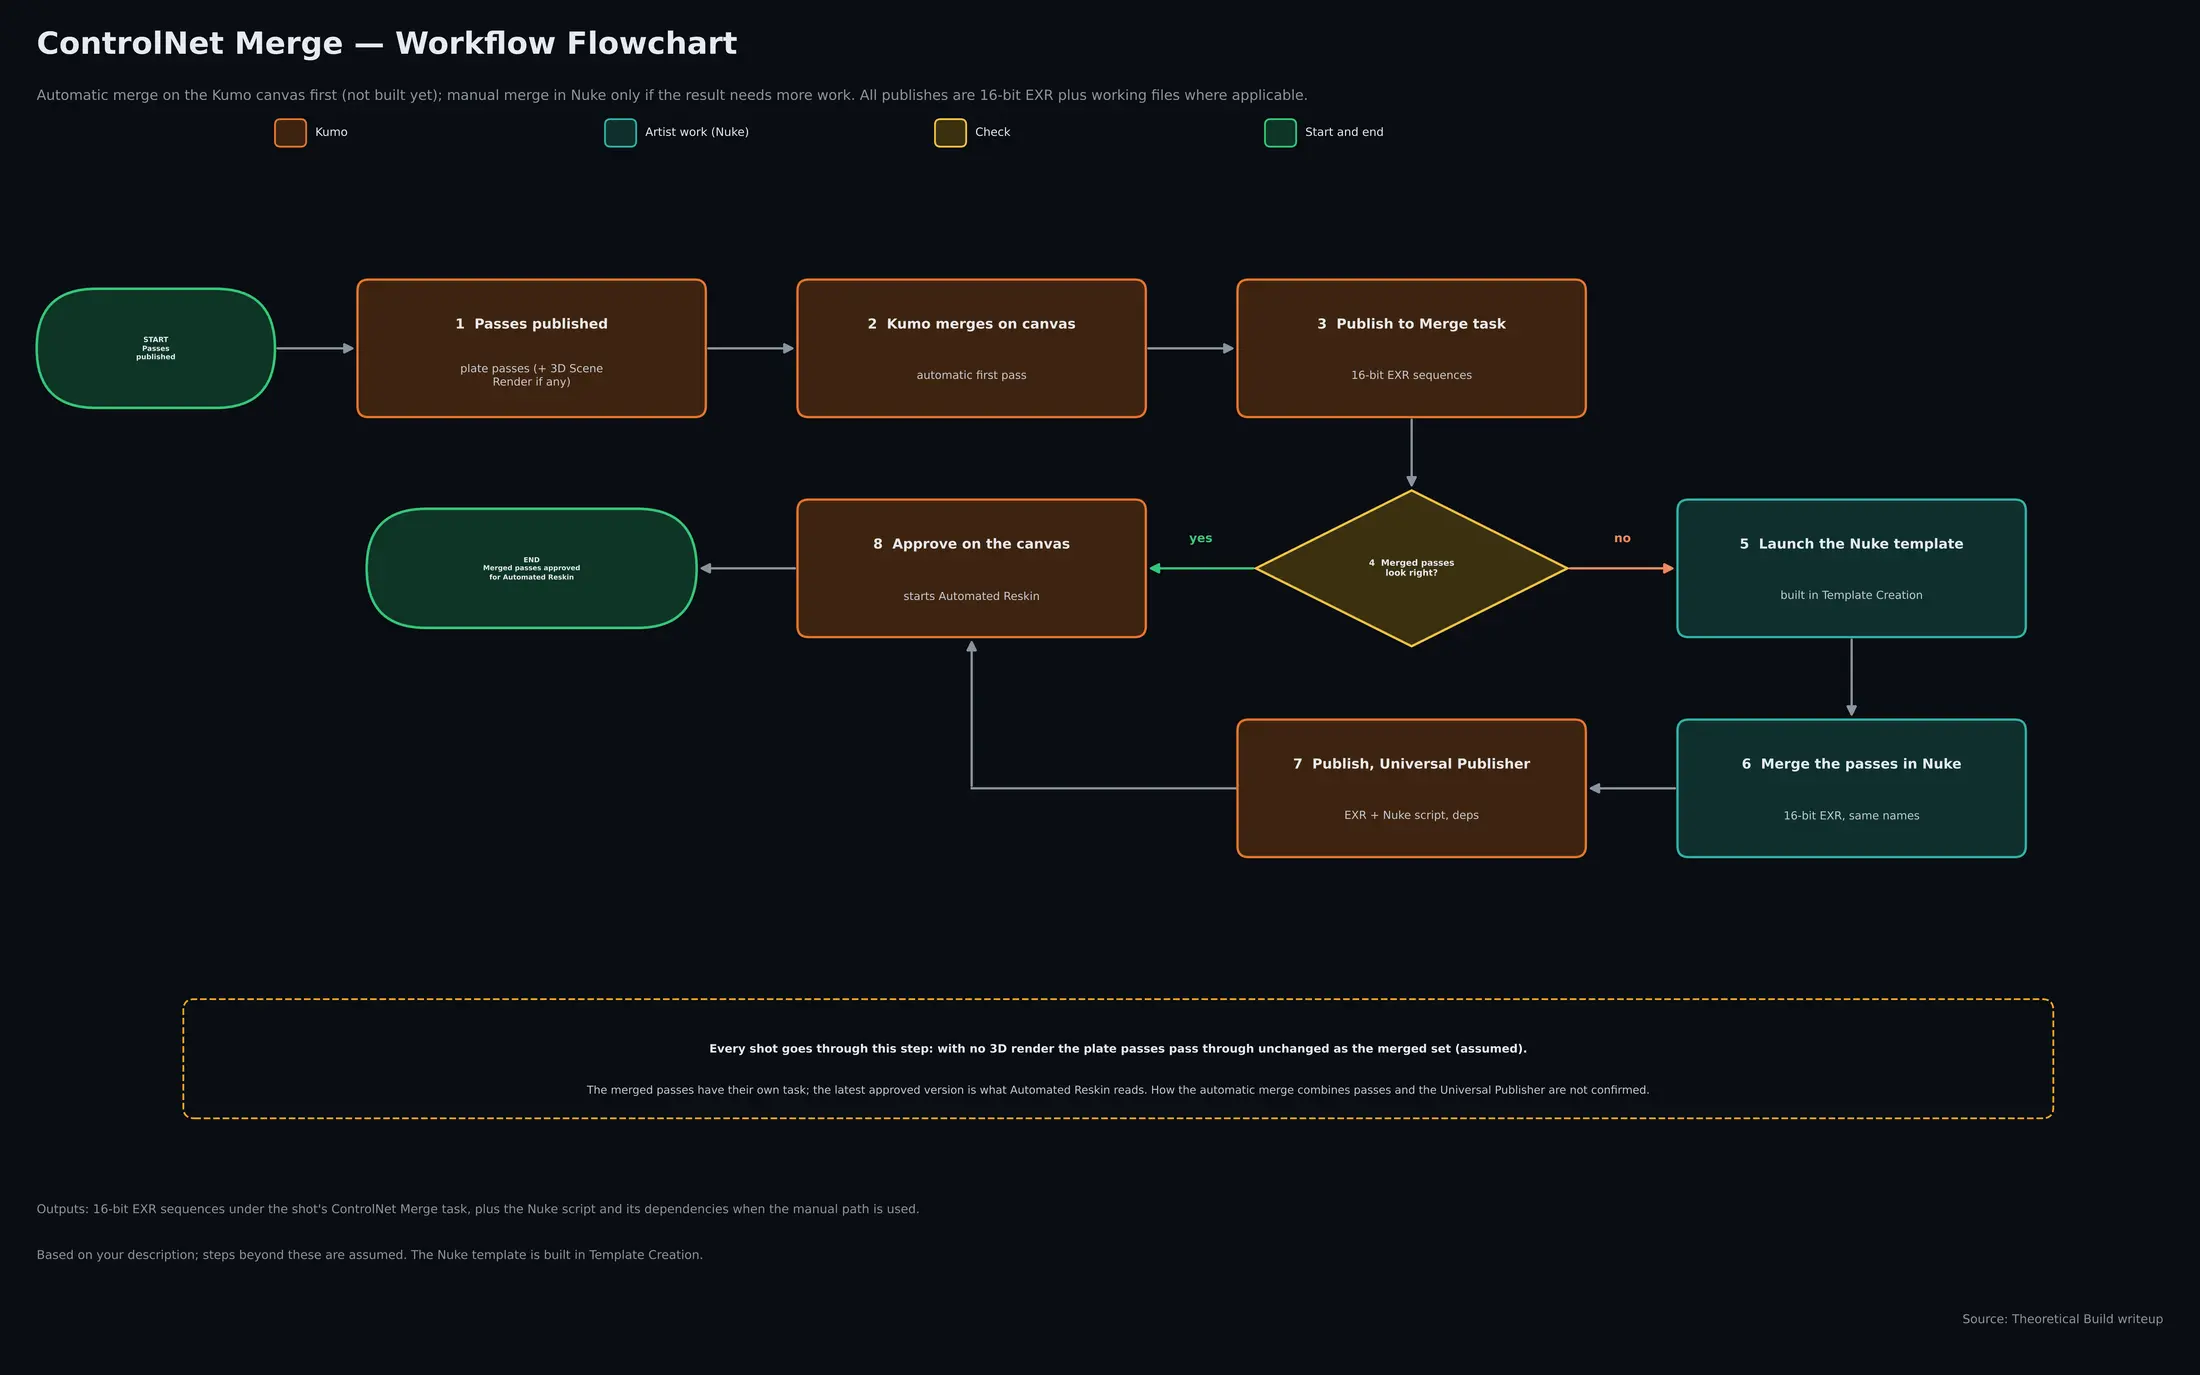 ControlNet Merge — Workflow Flowchart
Automatic merge on the Kumo canvas first (not built yet); manual merge in Nuke only if the result needs more work. All publishes are 16-bit EXR plus working files where applicable.
Kumo
Artist work (Nuke)
Check
Start and end
START
Passes
published
1 Passes published
plate passes (+ 3D Scene
Render if any)
2 Kumo merges on canvas
automatic first pass
3 Publish to Merge task
16-bit EXR sequences
END
Merged passes approved
for Automated Reskin
8 Approve on the canvas
starts Automated Reskin
yes
4 Merged passes
look right?
no
5 Launch the Nuke template
built in Template Creation
7 Publish, Universal Publisher
EXR + Nuke script, deps
6 Merge the passes in Nuke
16-bit EXR, same names
Every shot goes through this step: with no 3D render the plate passes pass through unchanged as the merged set (assumed).
The merged passes have their own task; the latest approved version is what Automated Reskin reads. How the automatic merge combines passes and the Universal Publisher are not confirmed.
Outputs: 16-bit EXR sequences under the shot's ControlNet Merge task, plus the Nuke script and its dependencies when the manual path is used.
Based on your description; steps beyond these are assumed. The Nuke template is built in Template Creation.
Source: Theoretical Build writeup